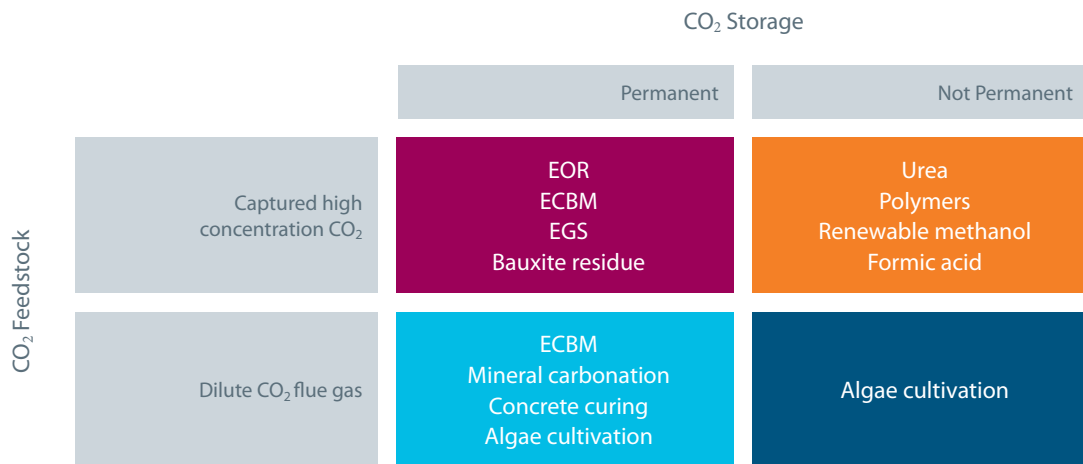 CO₂ Storage
Permanent
Not Permanent
CO₂ Feedstock
Captured high
concentration CO₂
EOR
ECBM
EGS
Bauxite residue
Urea
Polymers
Renewable methanol
Formic acid
Dilute CO₂ flue gas
ECBM
Mineral carbonation
Concrete curing
Algae cultivation
Algae cultivation